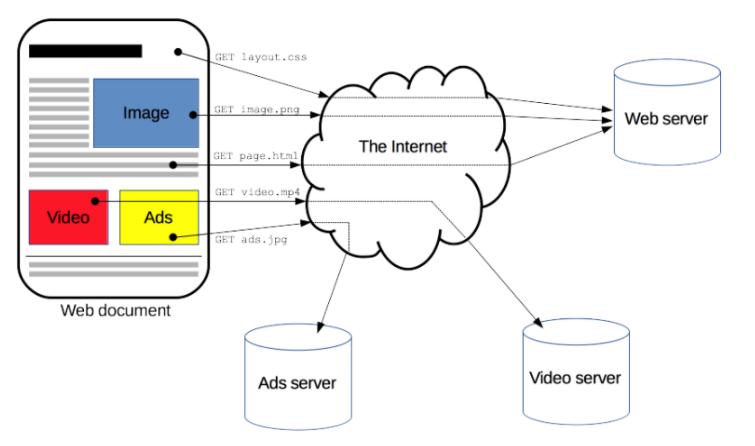 GET layout.css
Image
GET image.png
Web server
The Internet
GET page.html
GET video.mp4
Video
Ads
GET ads.jpg
Web document
Ads server
Video server